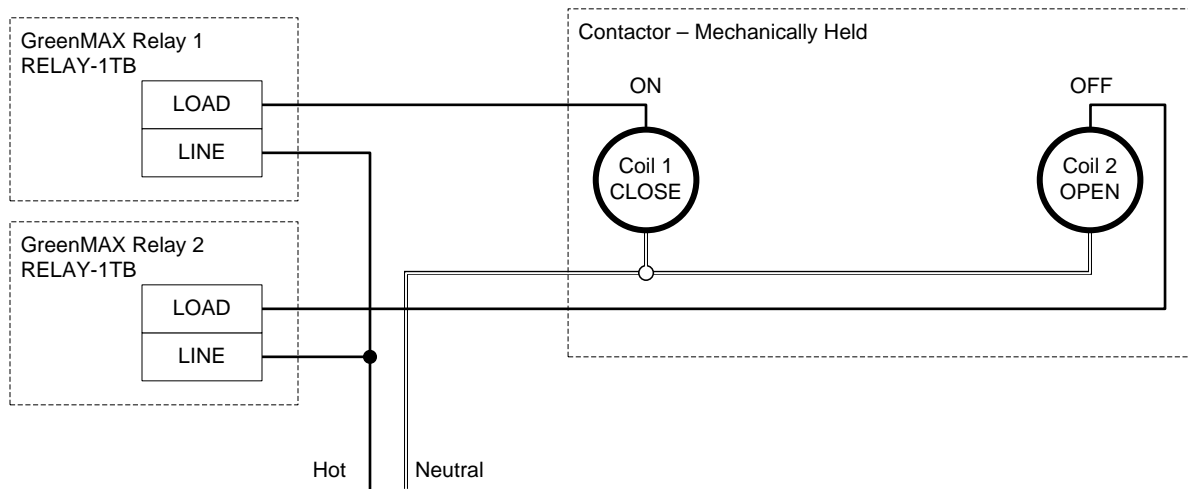 GreenMAX Relay 1
RELAY-1TB
LOAD
LINE
GreenMAX Relay 2
RELAY-1TB
LOAD
LINE
Hot
Neutral
Contactor – Mechanically Held
ON
Coil 1
CLOSE
OFF
Coil 2
OPEN